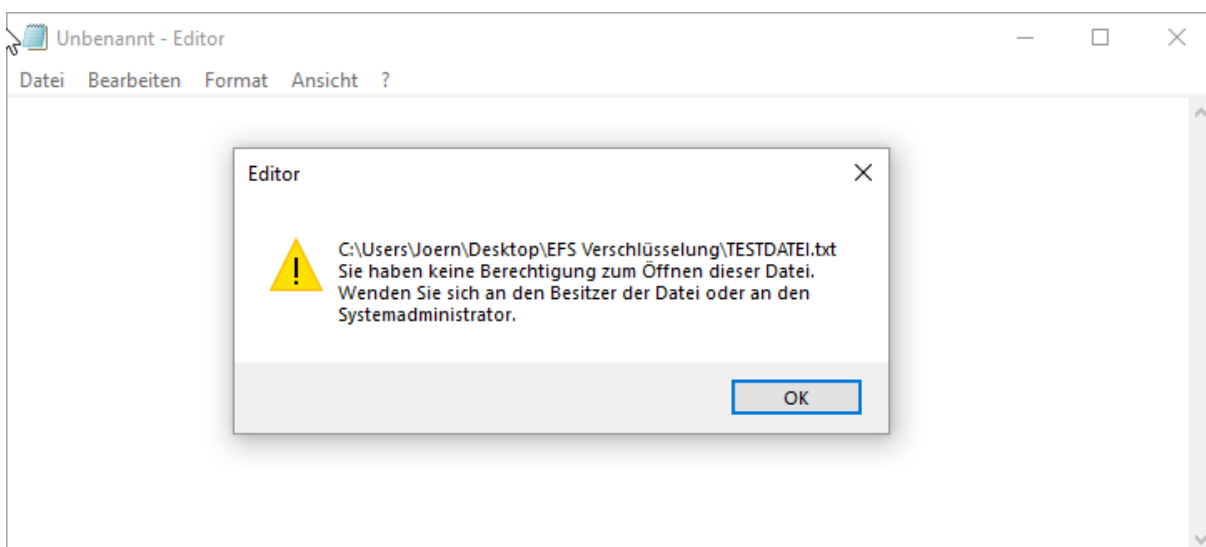 Unbenannt - Editor
Datei Bearbeiten Format Ansicht ?
Editor
C:\Users\Joern\Desktop\EFS Verschlüsselung\TESTDATEI.txt
Sie haben keine Berechtigung zum Öffnen dieser Datei.
Wenden Sie sich an den Besitzer der Datei oder an den
Systemadministrator.
OK